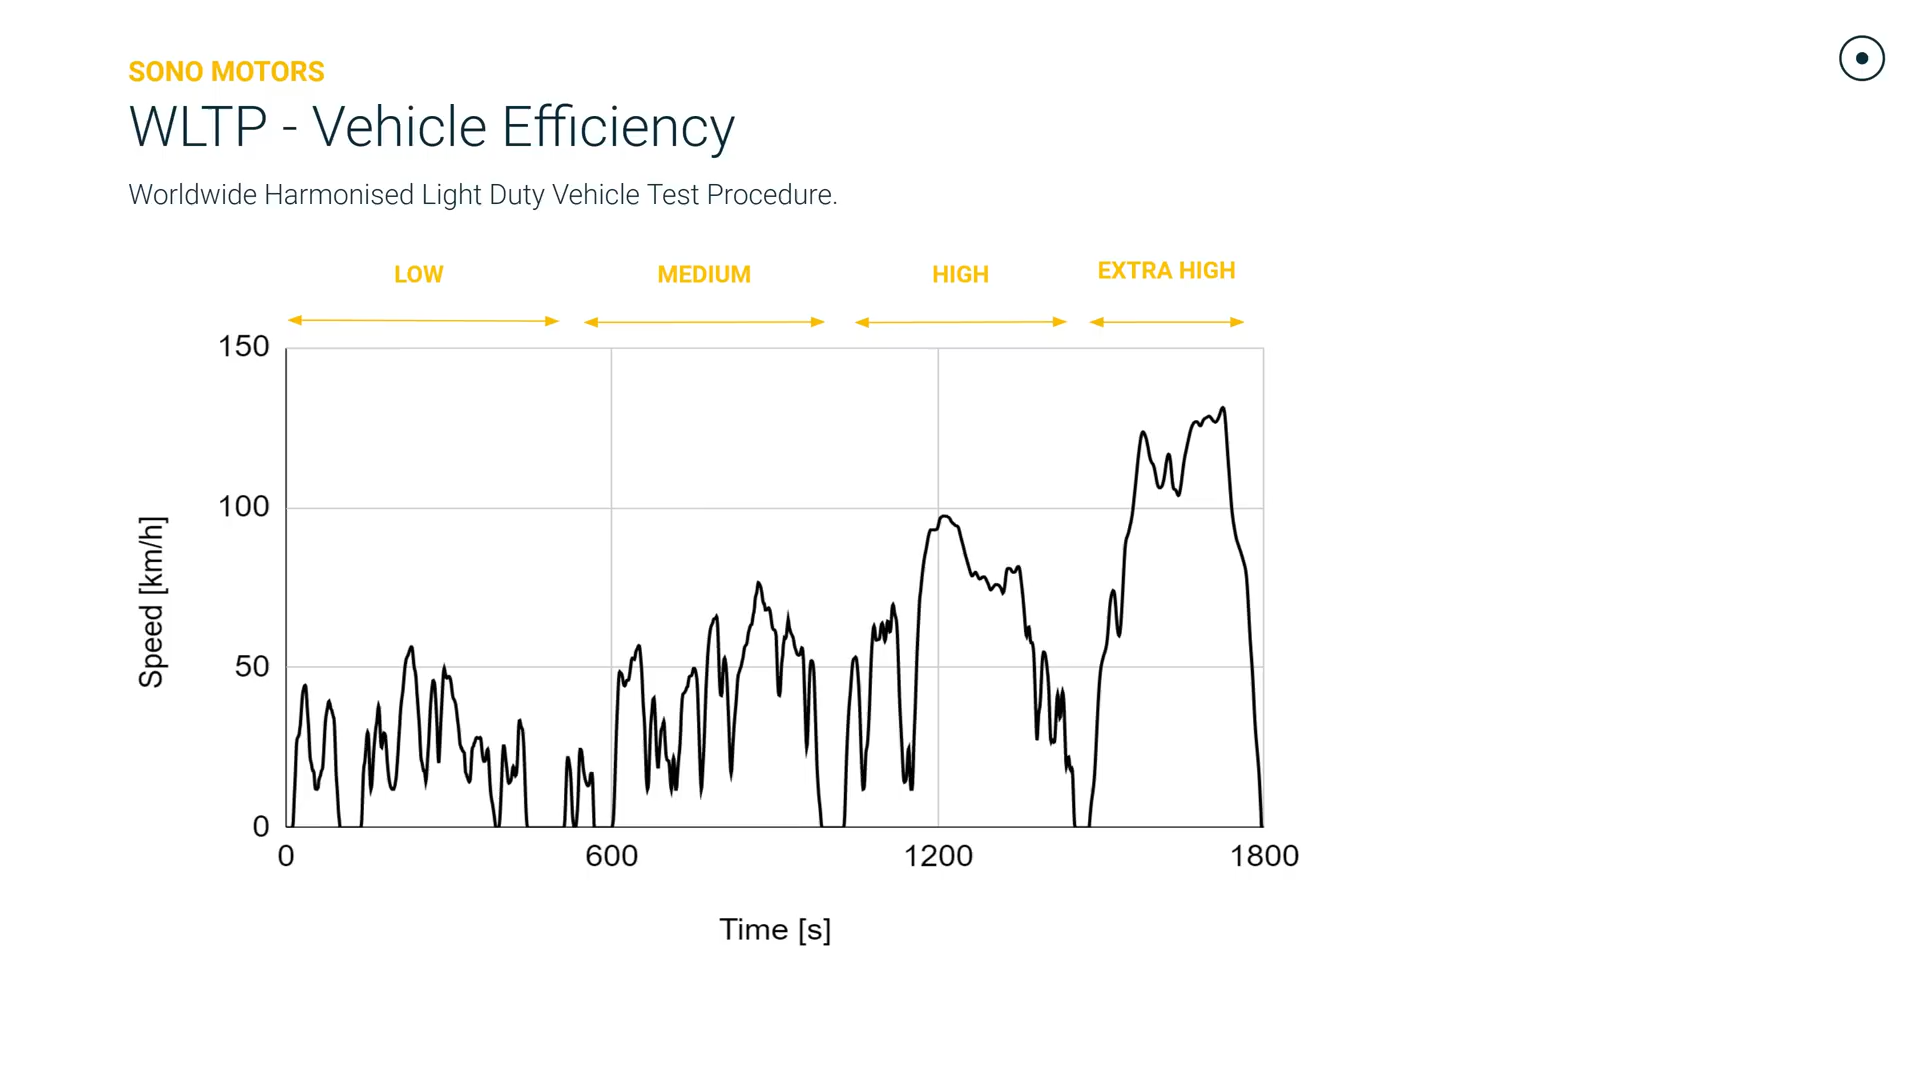 SONO MOTORS
WLTP - Vehicle Efficiency
Worldwide Harmonised Light Duty Vehicle Test Procedure.
LOW
MEDIUM
HIGH
EXTRA HIGH
150
100
50
0
Speed [km/h]
0
600
1200
1800
Time [s]